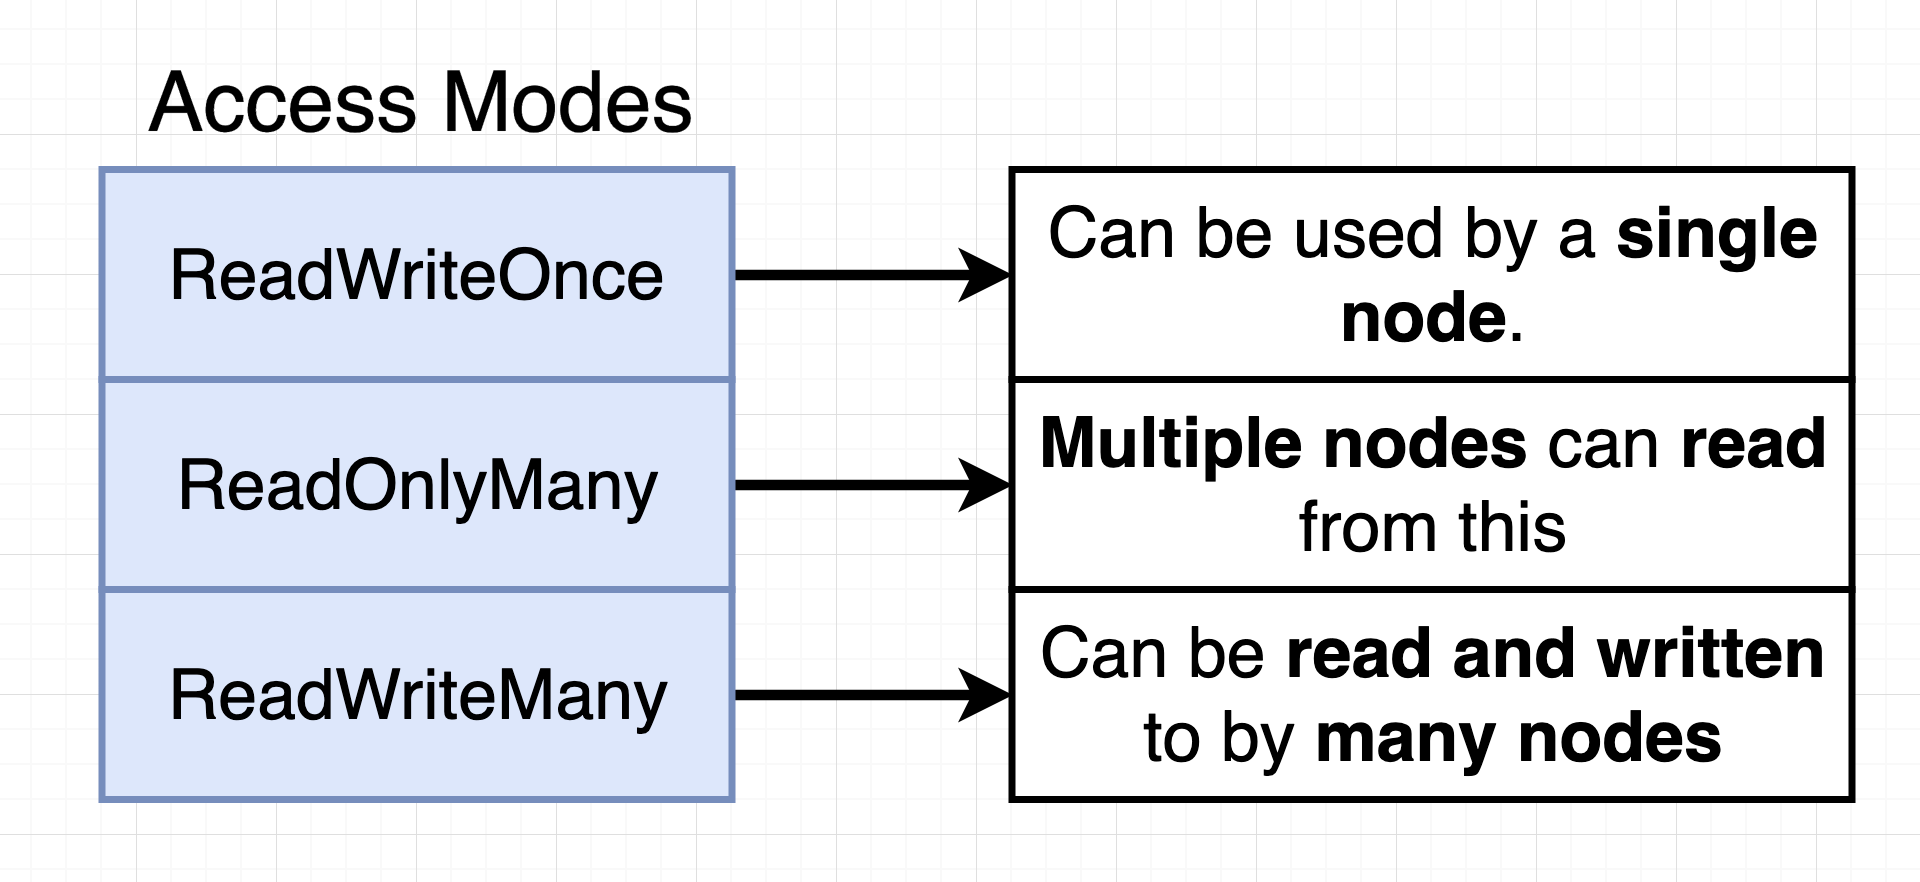 Access Modes
ReadWriteOnce
Can be used by a single
node.
ReadOnlyMany
Multiple nodes can read
from this
ReadWriteMany
Can be read and written
to by many nodes